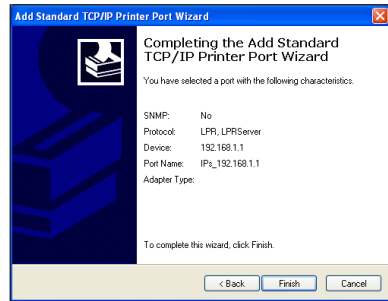 Add Standard TCP/IP Printer Port Wizard
Completing the Add Standard
TCP/IP Printer Port Wizard
You have selected a port with the following characteristics.
SNMP: No
Protocol: LPR, LPRServer
Device: 192.168.1.1
Port Name: IPs_192.168.1.1
Adapter Type:
To complete this wizard, click Finish.
< Back Finish Cancel